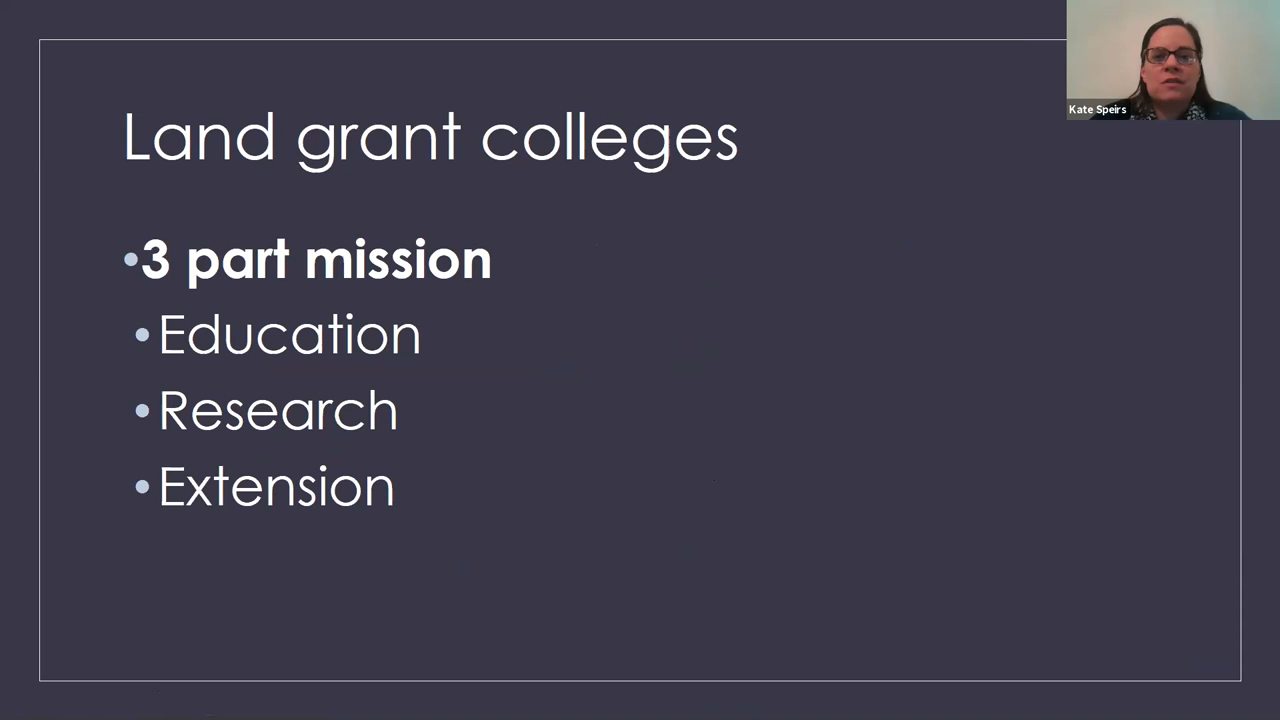 Land grant colleges
Kate Speirs
•3 part mission
•Education
•Research
•Extension